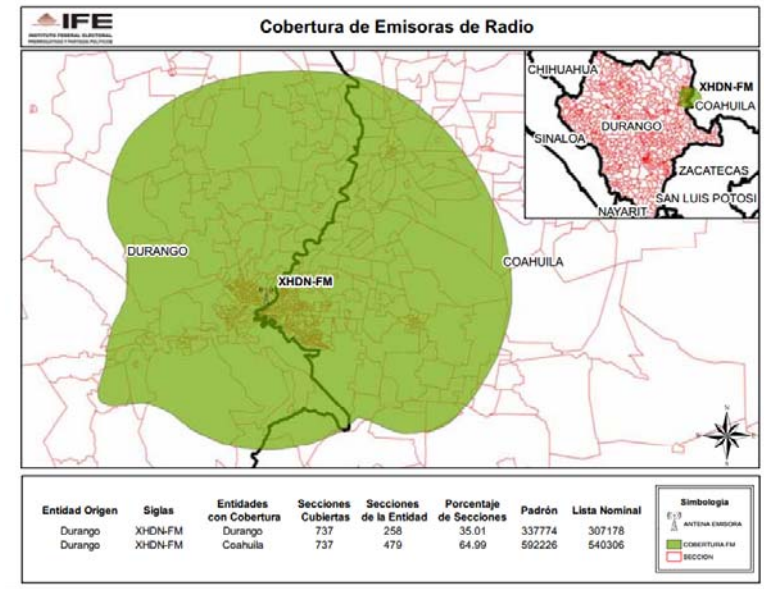 IFE
INSTITUTO FEDERAL ELECTORAL
PRERROGATIVAS Y PARTIDOS POLÍTICOS
Cobertura de Emisoras de Radio
CHIHUAHUA
XHDN-FM
COAHUILA
DURANGO
SINALOA
ZACATECAS
SAN LUIS POTOSI
NAYARIT
DURANGO
COAHUILA
XHDN-FM
N
Entidad Origen Siglas Entidades con Cobertura Secciones Cubiertas Secciones de la Entidad Porcentaje de Secciones Padrón Lista Nominal
Durango XHDN-FM Durango 737 258 35.01 337774 307178
Durango XHDN-FM Coahuila 737 479 64.99 592226 540306
Simbología
ANTENA EMISORA
COBERTURA FM
SECCION